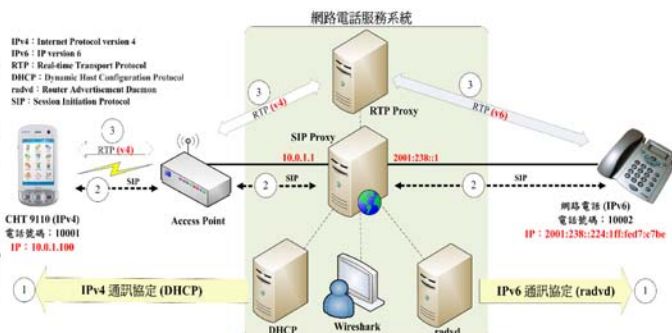 網路電話服務系統
IPv4：Internet Protocol version 4
IPv6：IP version 6
RTP：Real-time Transport Protocol
DHCP：Dynamic Host Configuration Protocol
radvd：Router Advertisement Daemon
SIP：Session Initiation Protocol
3
RTP (v4)
RTP Proxy
3
RTP (v6)
3
RTP (v4)
SIP Proxy
10.0.1.1
2001:238::1
2
SIP
2
SIP
2
SIP
Access Point
CHT 9110 (IPv4)
電話號碼：10001
IP：10.0.1.100
網路電話 (IPv6)
電話號碼：10002
IP：2001:238::224:1ff:fed7:c7be
1
IPv4 通訊協定 (DHCP)
IPv6 通訊協定 (radvd)
1
DHCP
Wireshark
radvd